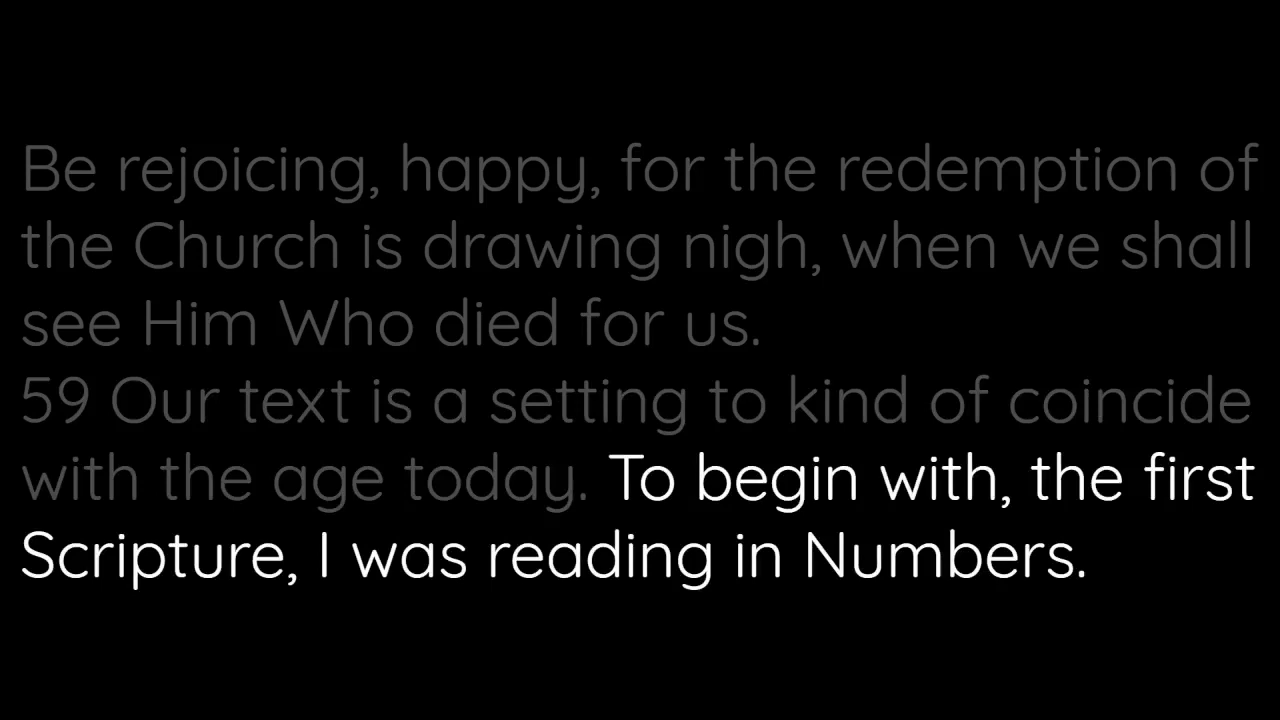 Be rejoicing, happy, for the redemption of
the Church is drawing nigh, when we shall
see Him Who died for us.
59 Our text is a setting to kind of coincide
with the age today. To begin with, the first
Scripture, I was reading in Numbers.